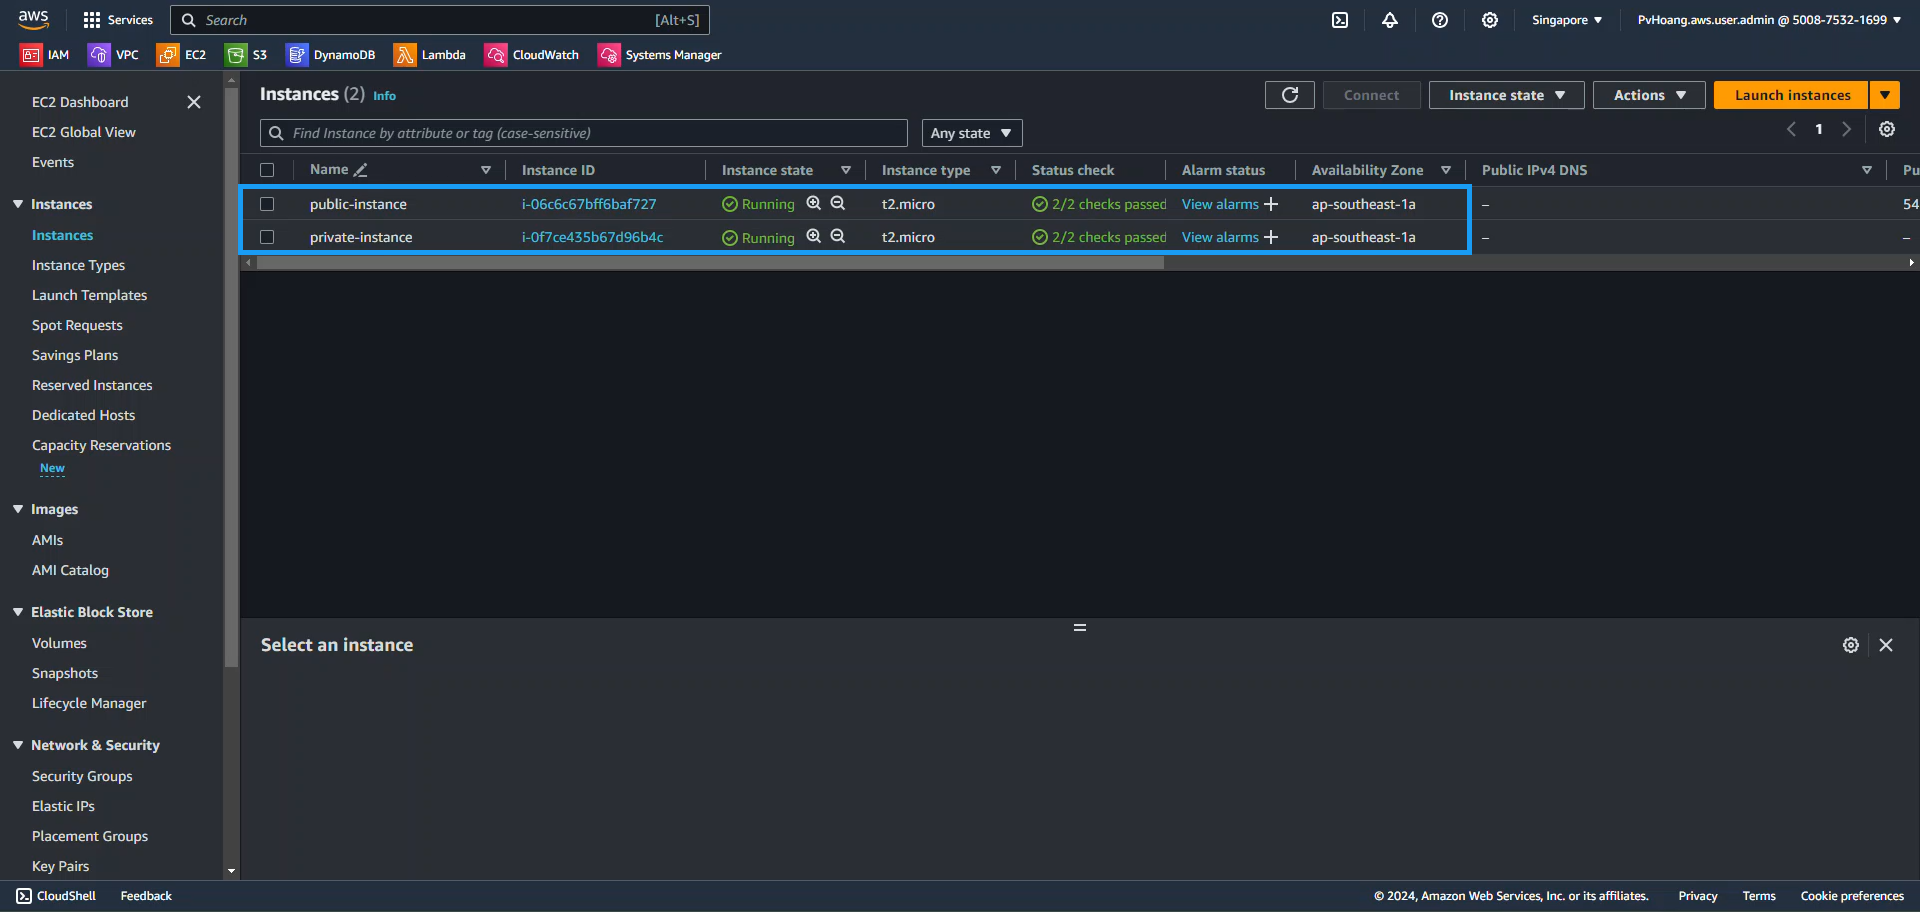 aws Services Search [Alt+S] Singapore PvHoang.aws.user.admin @ 5008-7532-1699
IAM VPC EC2 S3 DynamoDB Lambda CloudWatch Systems Manager
EC2 Dashboard
EC2 Global View
Events
Instances
Instances
Instance Types
Launch Templates
Spot Requests
Savings Plans
Reserved Instances
Dedicated Hosts
Capacity Reservations
New
Images
AMIs
AMI Catalog
Elastic Block Store
Volumes
Snapshots
Lifecycle Manager
Network & Security
Security Groups
Elastic IPs
Placement Groups
Key Pairs
Instances (2) Info
Connect Instance state Actions Launch instances
Find Instance by attribute or tag (case-sensitive) Any state 1
Name Instance ID Instance state Instance type Status check Alarm status Availability Zone Public IPv4 DNS Pu
public-instance i-06c6c67bff6baf727 Running t2.micro 2/2 checks passed View alarms + ap-southeast-1a – 54
private-instance i-0f7ce435b67d96b4c Running t2.micro 2/2 checks passed View alarms + ap-southeast-1a – –
Select an instance
CloudShell Feedback © 2024, Amazon Web Services, Inc. or its affiliates. Privacy Terms Cookie preferences